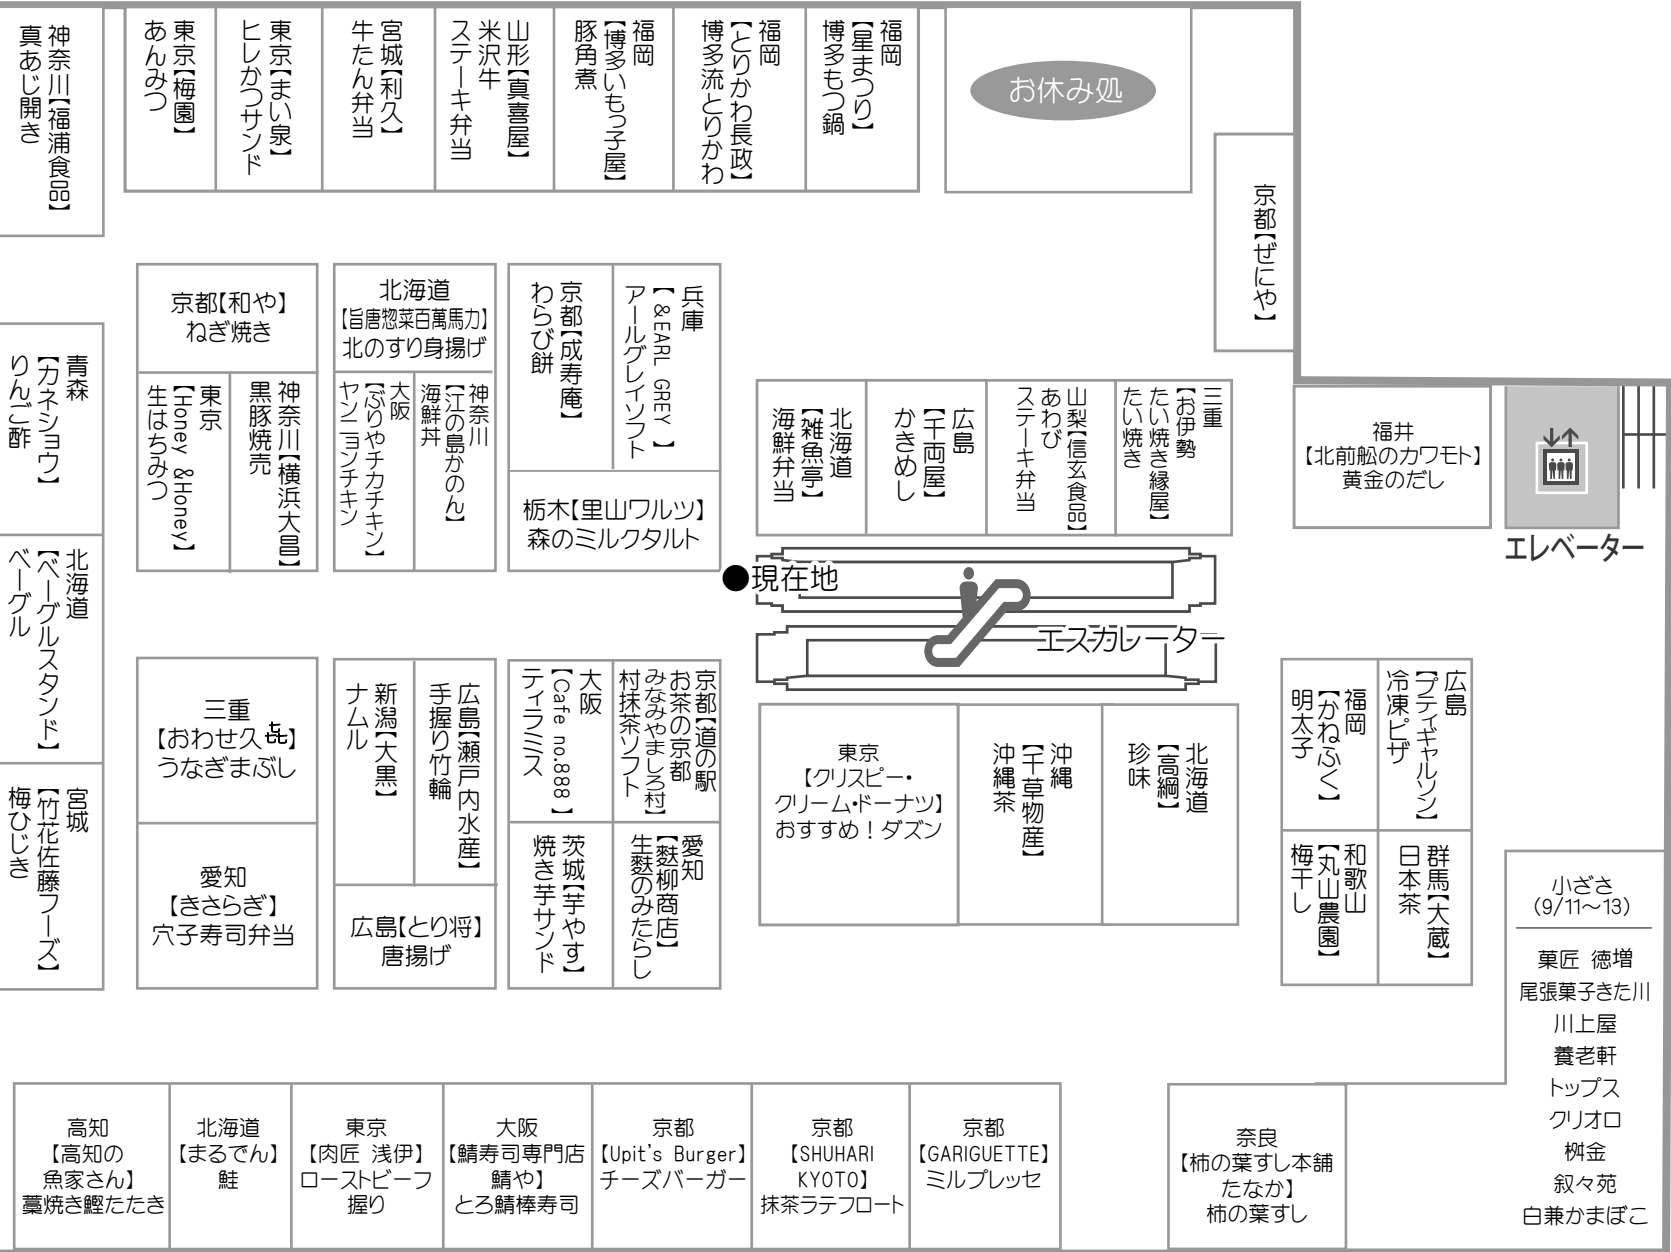 神奈川【福浦食品】
真あじ開き
東京【梅園】
あんみつ
東京【まい泉】
ヒレかつサンド
宮城【利久】
牛たん弁当
山形【真喜屋】
米沢牛
ステーキ弁当
福岡
【博多いもっ子屋】
豚角煮
福岡
【とりかわ長政】
博多流とりかわ
福岡
【星まつり】
博多もつ鍋
お休み処
京都【ぜにや】
京都【和や】
ねぎ焼き
北海道
【旨唐惣菜百萬馬力】
北のすり身揚げ
京都【成寿庵】
わらび餅
兵庫
【&EARL GREY】
アールグレイソフト
青森
【カネショウ】
りんご酢
東京
【Honey &Honey】
生はちみつ
神奈川【横浜大昌】
黒豚焼売
大阪
【ぶりやチカチキン】
ヤンニョンチキン
神奈川
【江の島かのん】
海鮮丼
栃木【里山ワルツ】
森のミルクタルト
北海道
【雑魚亭】
海鮮弁当
広島
【千両屋】
かきめし
山梨【信玄食品】
あわび
ステーキ弁当
三重
【お伊勢
たい焼き縁屋】
たい焼き
福井
【北前舩のカワモト】
黄金のだし
エレベーター
北海道
【ベーグルスタンド】
ベーグル
●現在地
エスカレーター
三重
【おわせ久㐂】
うなぎまぶし
新潟【大黒】
ナムル
広島【瀬戸内水産】
手握り竹輪
大阪
【Cafe no.888】
ティラミス
京都【道の駅
お茶の京都
みなみやましろ村】
村抹茶ソフト
東京
【クリスピー・
クリーム・ドーナツ】
おすすめ！ダズン
沖縄
【千草物産】
沖縄茶
北海道
【高綱】
珍味
福岡
【かねふく】
明太子
広島
【プティギャルソン】
冷凍ピザ
宮城
【竹花佐藤フーズ】
梅ひじき
愛知
【きさらぎ】
穴子寿司弁当
広島【とり将】
唐揚げ
茨城【芋やす】
焼き芋サンド
愛知
【麩柳商店】
生麩のみたらし
和歌山
【丸山農園】
梅干し
群馬【大蔵】
日本茶
小ざさ
（9/11～13）
菓匠 徳増
尾張菓子きた川
川上屋
養老軒
トップス
クリオロ
桝金
叙々苑
白兼かまぼこ
高知
【高知の
魚家さん】
藁焼き鰹たたき
北海道
【まるでん】
鮭
東京
【肉匠 浅伊】
ローストビーフ
握り
大阪
【鯖寿司専門店
鯖や】
とろ鯖棒寿司
京都
【Upit's Burger】
チーズバーガー
京都
【SHUHARI
KYOTO】
抹茶ラテフロート
京都
【GARIGUETTE】
ミルプレッセ
奈良
【柿の葉すし本舗
たなか】
柿の葉すし